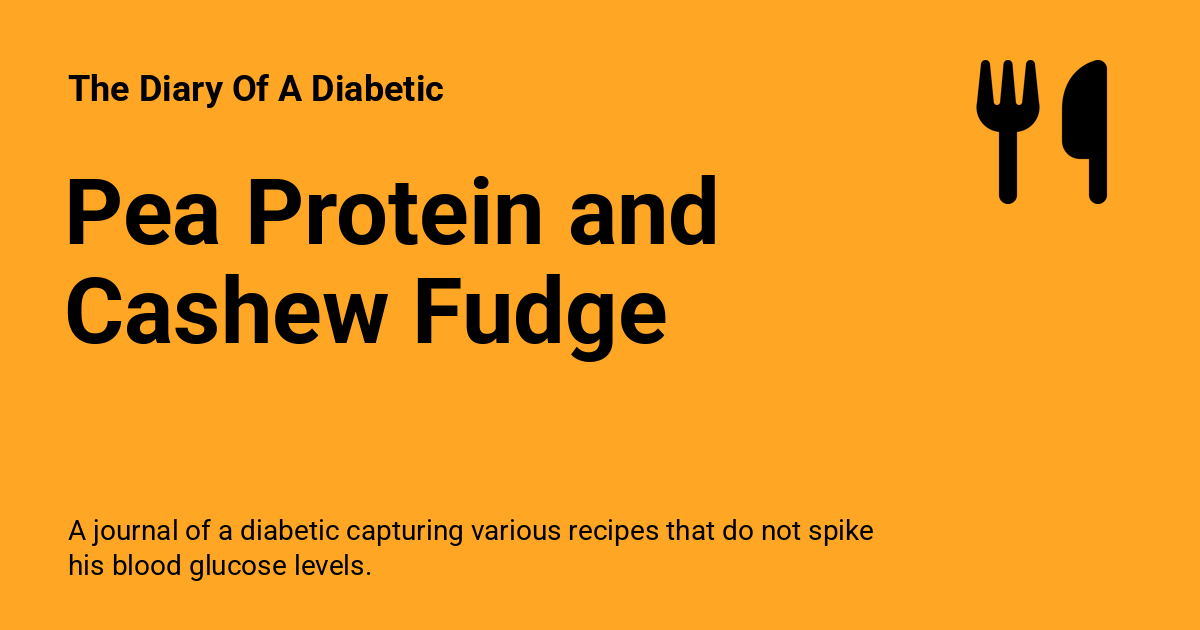 The Diary Of A Diabetic
Pea Protein and
Cashew Fudge
A journal of a diabetic capturing various recipes that do not spike
his blood glucose levels.